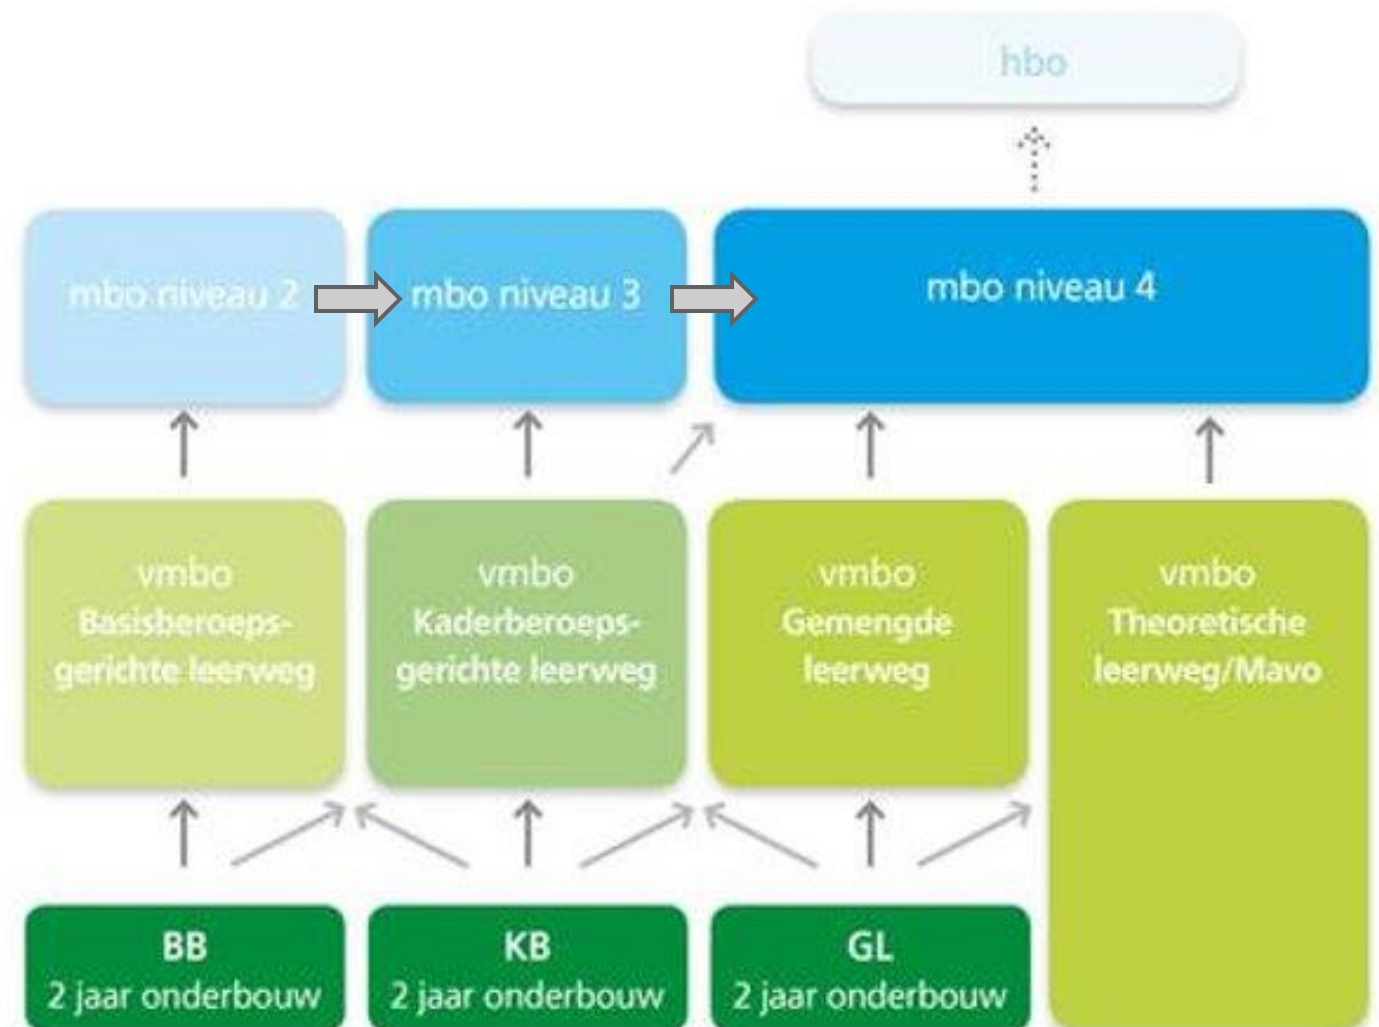 hbo
mbo niveau 2
mbo niveau 3
mbo niveau 4
vmbo
Basisberoeps-
gerichte leerweg
vmbo
Kaderberoeps-
gerichte leerweg
vmbo
Gemengde
leerweg
vmbo
Theoretische
leerweg/Mavo
BB
2 jaar onderbouw
KB
2 jaar onderbouw
GL
2 jaar onderbouw